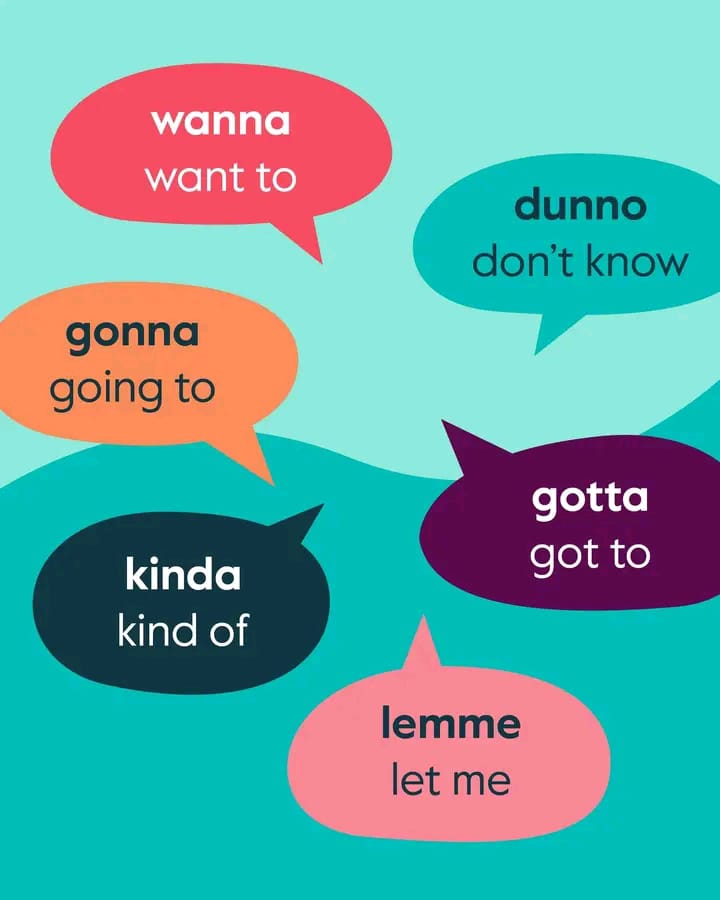 wanna
want to
dunno
don’t know
gonna
going to
gotta
got to
kinda
kind of
lemme
let me